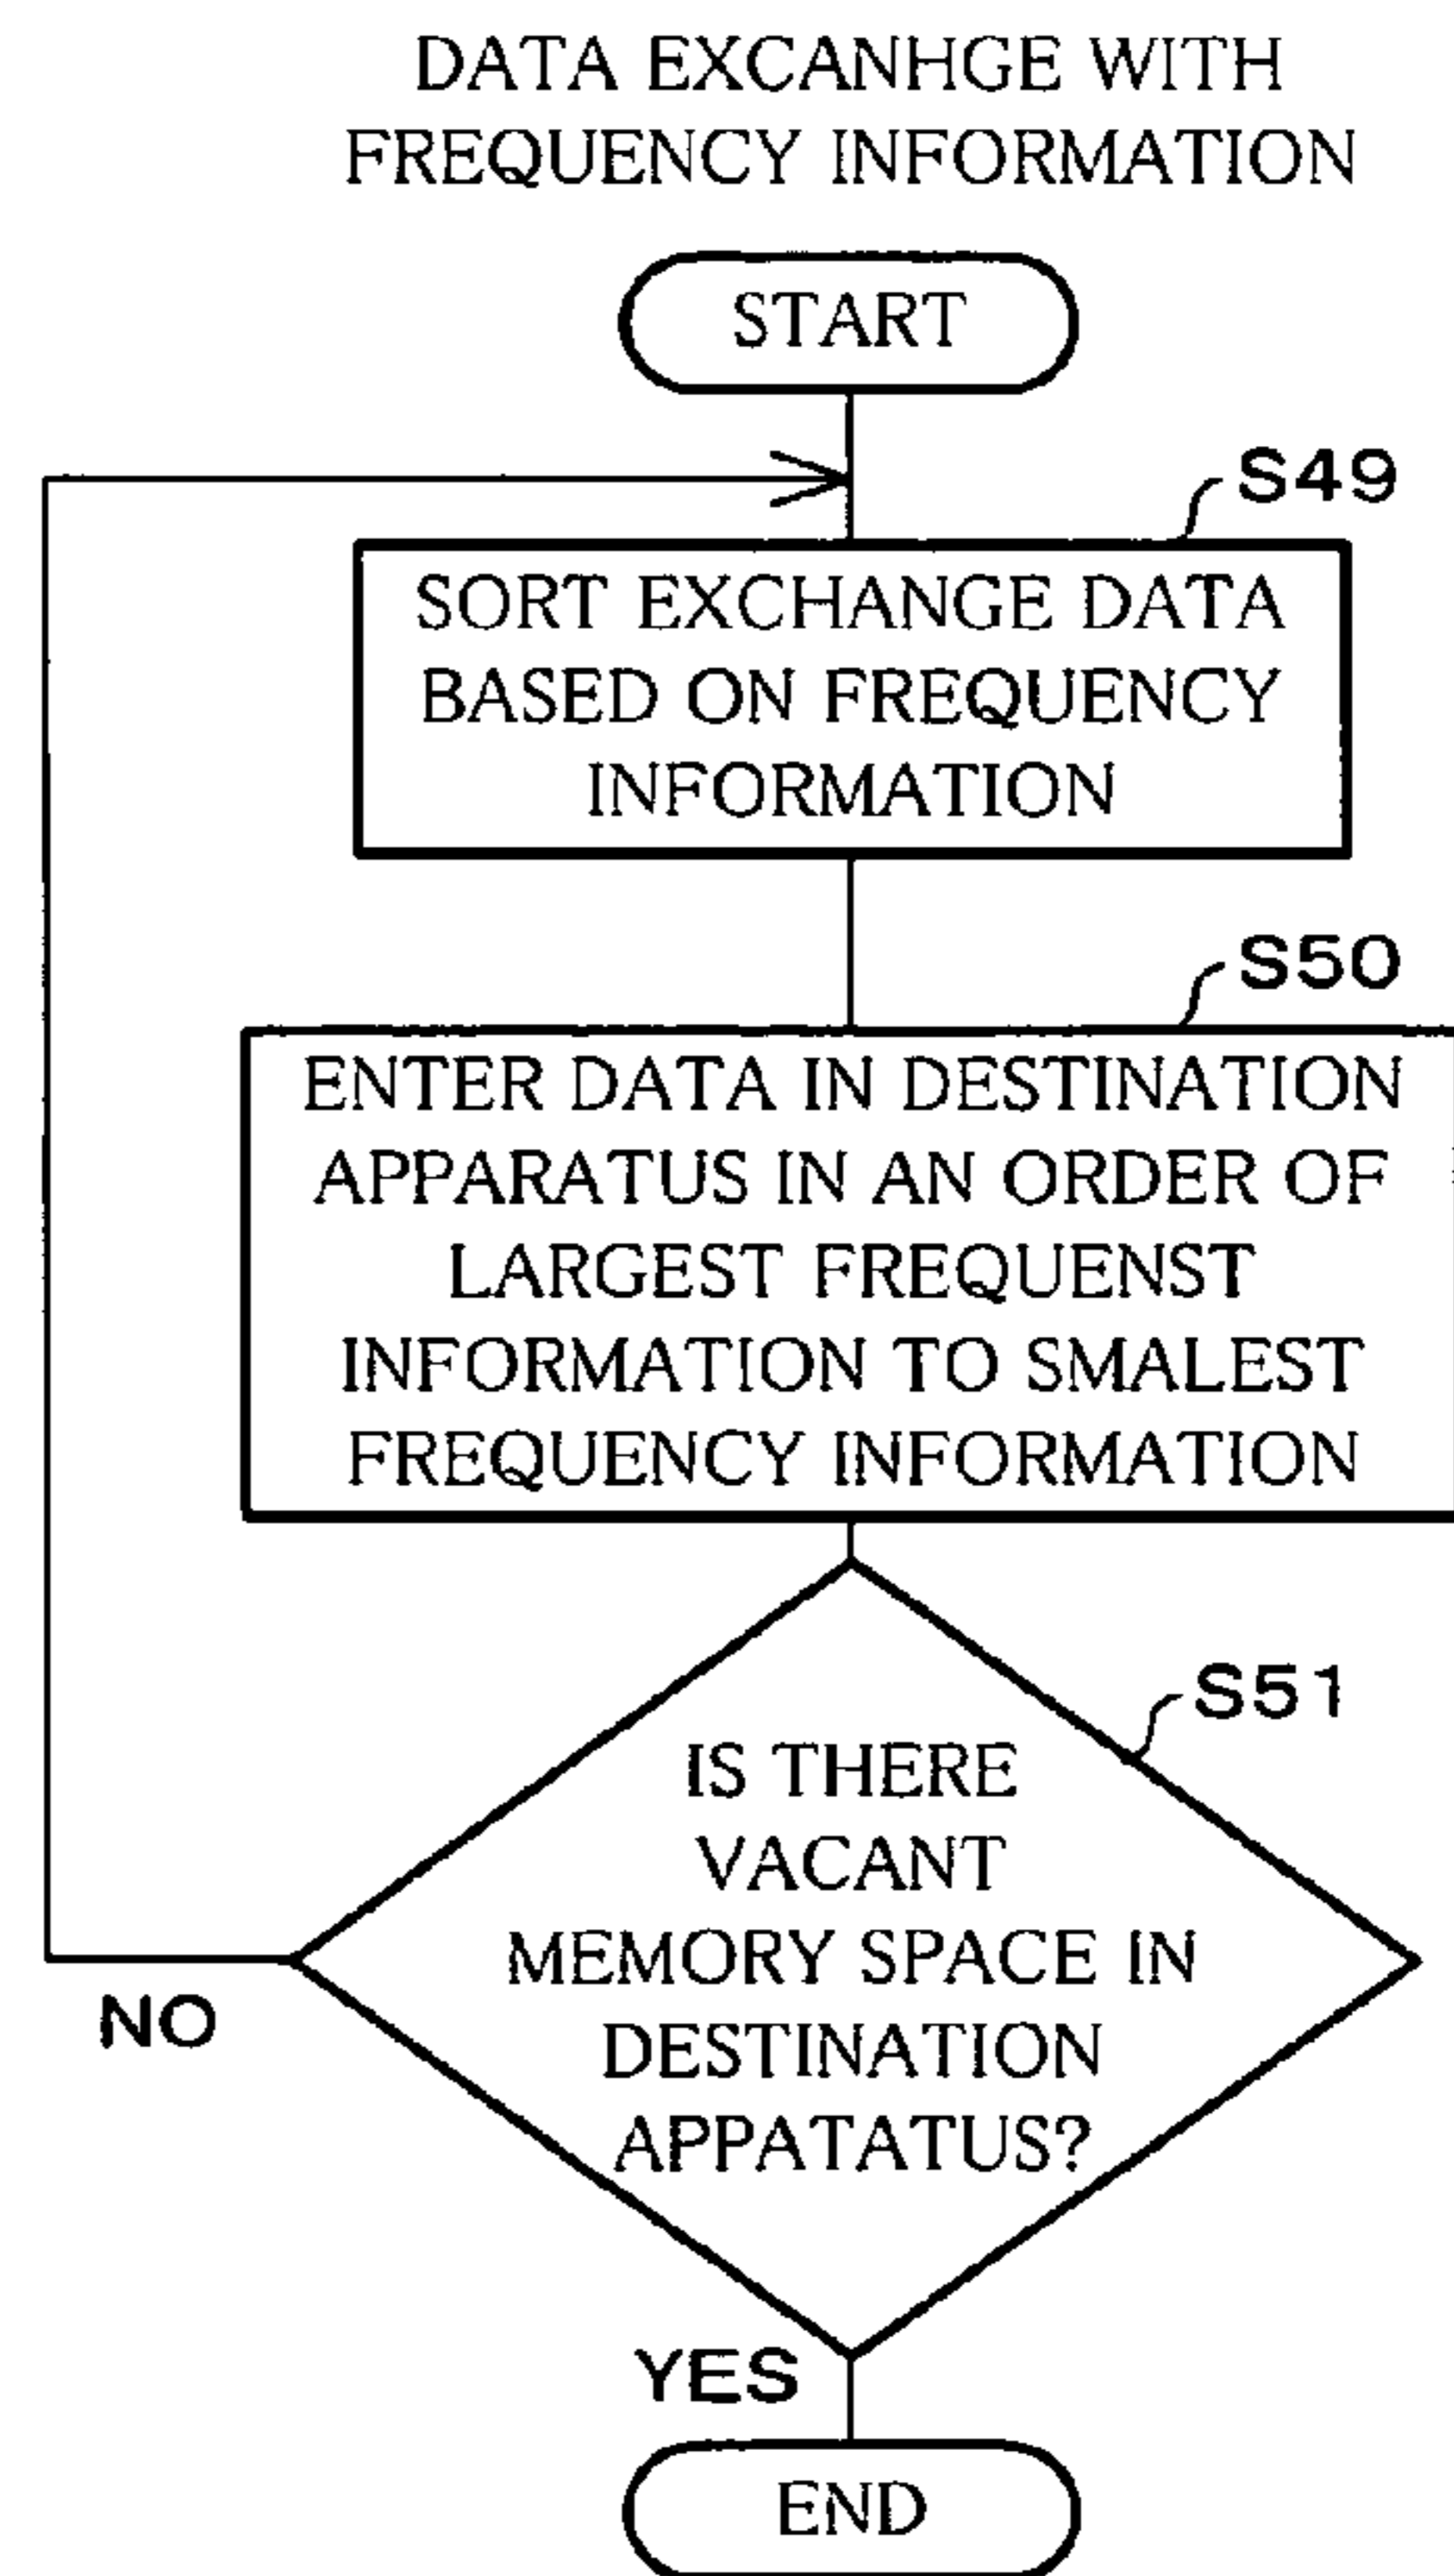 DATA EXCANHGE WITH
FREQUENCY INFORMATION
START
S49
SORT EXCHANGE DATA
BASED ON FREQUENCY
INFORMATION
S50
ENTER DATA IN DESTINATION
APPARATUS IN AN ORDER OF
LARGEST FREQUENST
INFORMATION TO SMALEST
FREQUENCY INFORMATION
S51
IS THERE
VACANT
MEMORY SPACE IN
DESTINATION
APPATATUS?
NO
YES
END